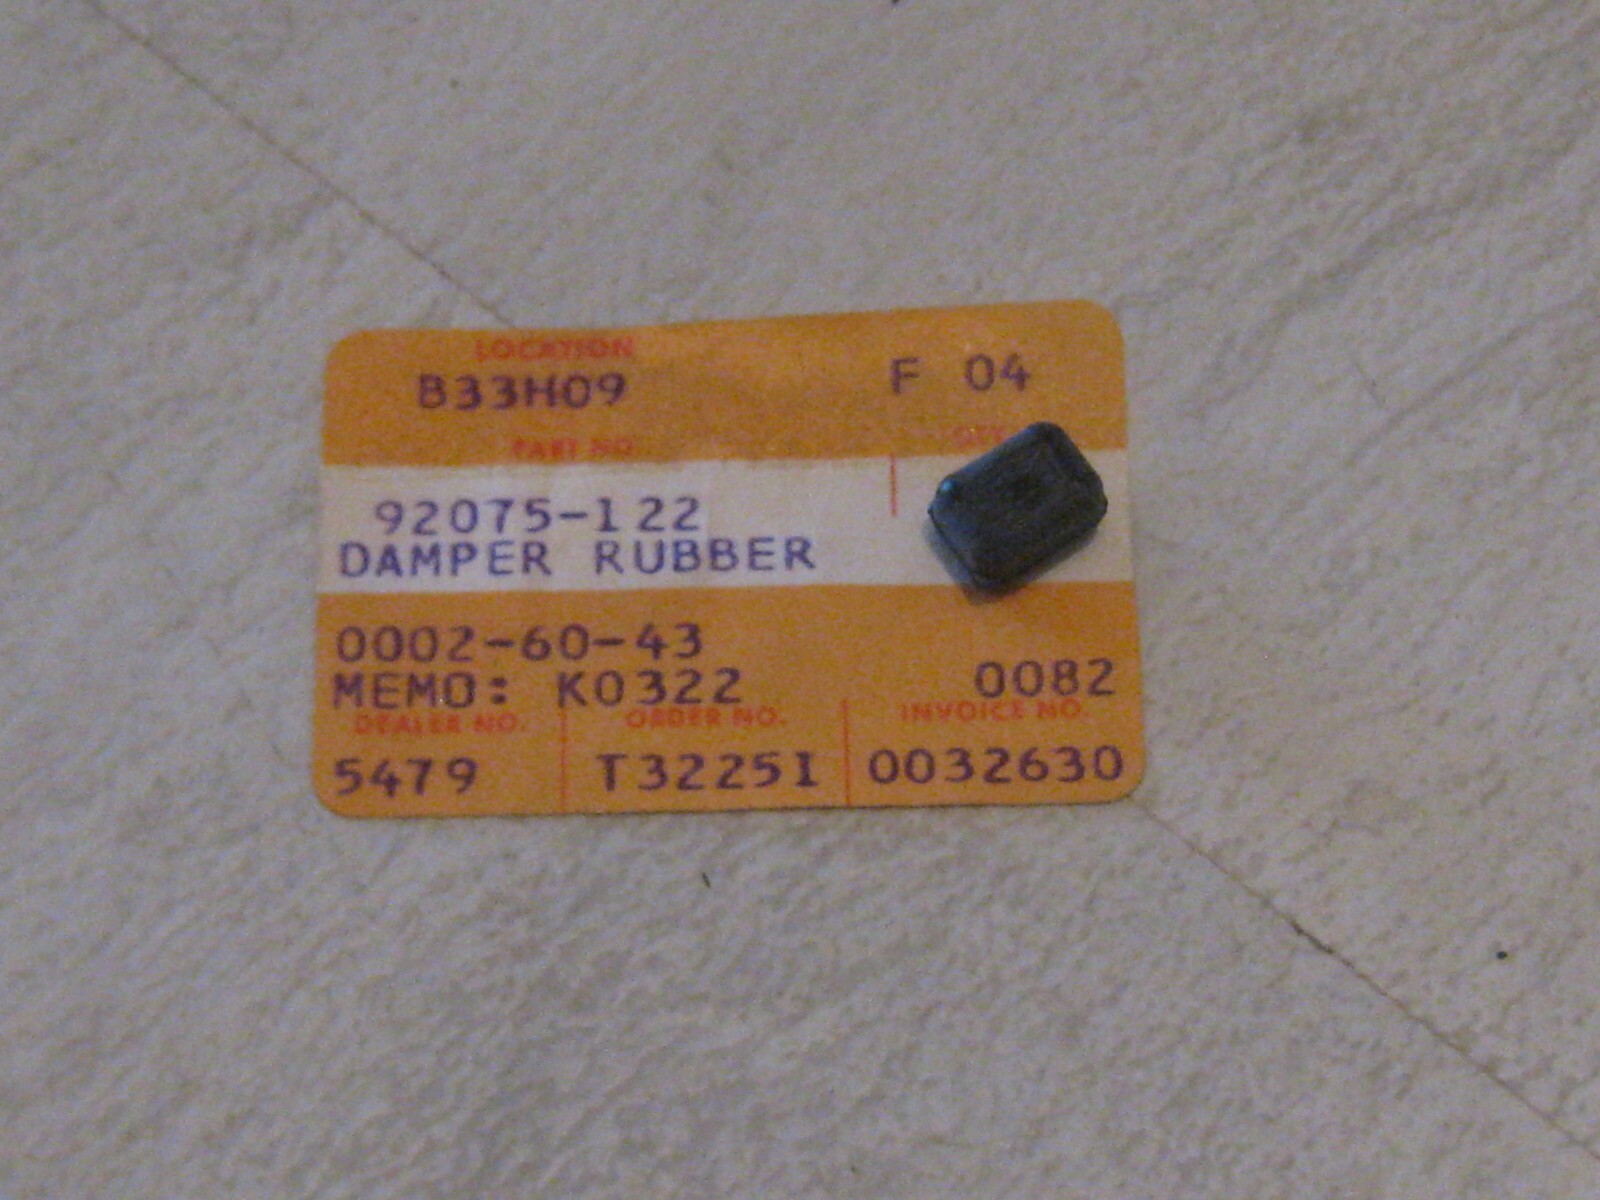 LOCATION
B33H09 F 04
PART NO
92075-122
DAMPER RUBBER
0002-60-43
MEMO: K0322 0082
DEALER NO. ORDER NO. INVOICE NO.
5479 T3225I 0032630